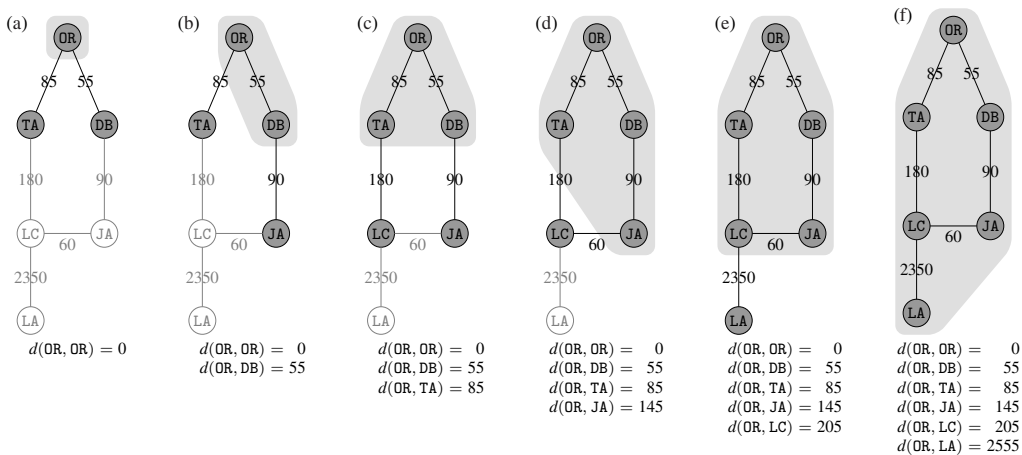 (a)
OR
85 55
TA DB
180 90
LC JA
60
2350
LA
d(OR, OR) = 0
(b)
OR
85 55
TA DB
180 90
LC JA
60
2350
LA
d(OR, OR) = 0
d(OR, DB) = 55
(c)
OR
85 55
TA DB
180 90
LC JA
60
2350
LA
d(OR, OR) = 0
d(OR, DB) = 55
d(OR, TA) = 85
(d)
OR
85 55
TA DB
180 90
LC JA
60
2350
LA
d(OR, OR) = 0
d(OR, DB) = 55
d(OR, TA) = 85
d(OR, JA) = 145
(e)
OR
85 55
TA DB
180 90
LC JA
60
2350
LA
d(OR, OR) = 0
d(OR, DB) = 55
d(OR, TA) = 85
d(OR, JA) = 145
d(OR, LC) = 205
(f)
OR
85 55
TA DB
180 90
LC JA
60
2350
LA
d(OR, OR) = 0
d(OR, DB) = 55
d(OR, TA) = 85
d(OR, JA) = 145
d(OR, LC) = 205
d(OR, LA) = 2555